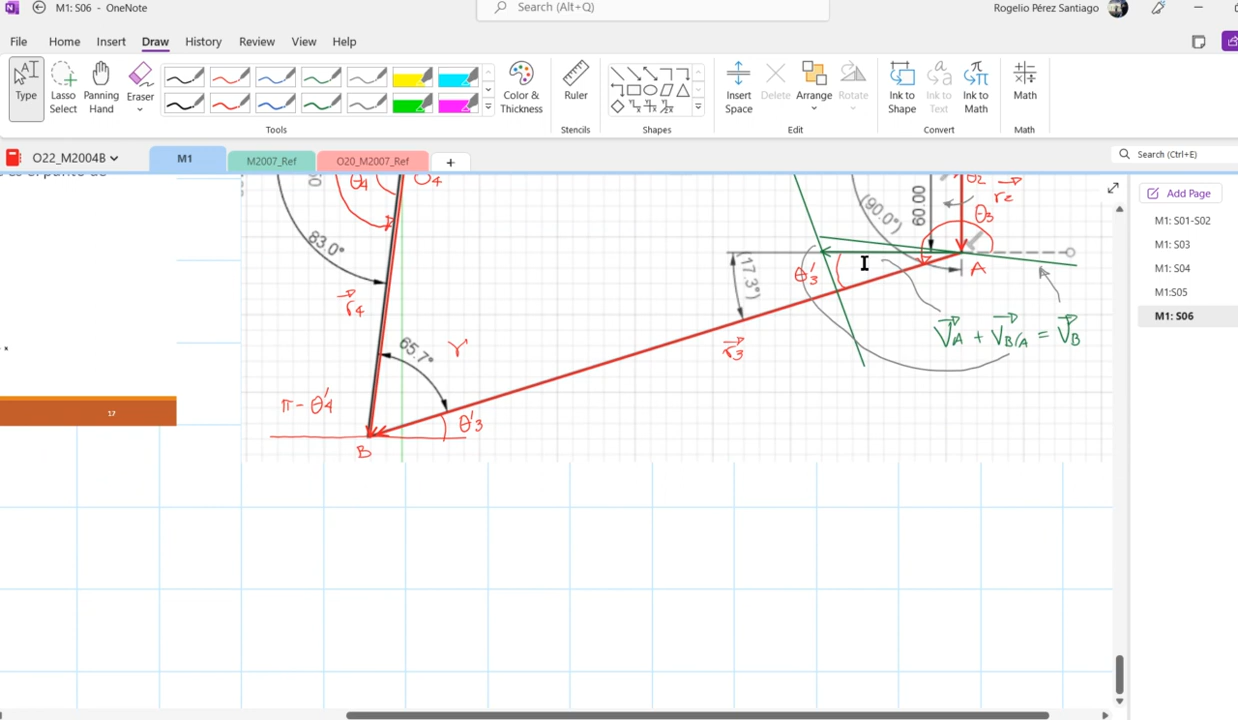 M1: S06 - OneNote
Search (Alt+Q)
Rogelio Pérez Santiago
File Home Insert Draw History Review View Help
Type
Lasso Select
Panning Hand
Eraser
Color & Thickness
Ruler
Insert Space
Delete
Arrange
Rotate
Ink to Shape
Ink to Text
Ink to Math
Math
Tools
Stencils
Shapes
Edit
Convert
Math
O22_M2004B
M1
M2007_Ref
O20_M2007_Ref
+
Search (Ctrl+E)
Add Page
M1: S01-S02
M1: S03
M1: S04
M1:S05
M1: S06
17
θ4
O4
83.0°
r4
65.7°
γ
π - θ'4
θ'3
B
(90.0°)
60.00
θ2
r2
θ3
A
(17.3°)
θ'3
r3
VA + VB/A = VB